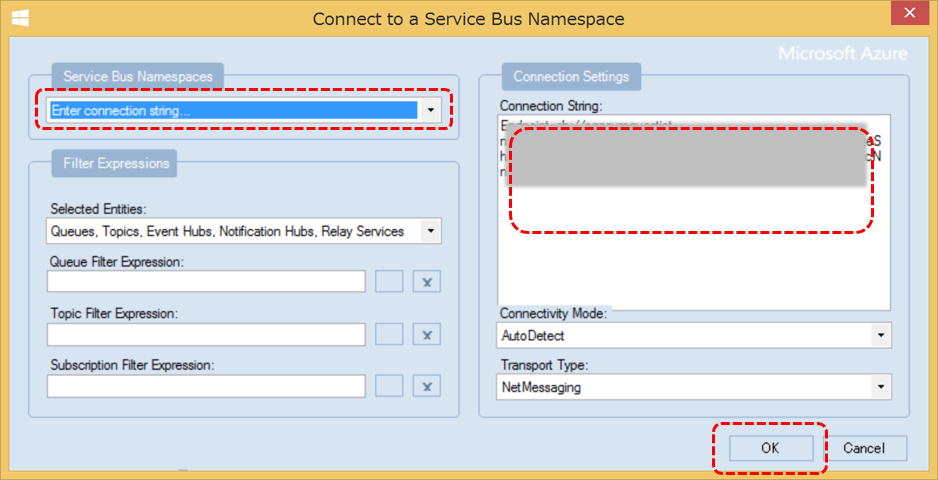 Connect to a Service Bus Namespace
Microsoft Azure
Service Bus Namespaces
Enter connection string...
Filter Expressions
Selected Entities:
Queues, Topics, Event Hubs, Notification Hubs, Relay Services
Queue Filter Expression:
x
Topic Filter Expression:
x
Subscription Filter Expression:
x
Connection Settings
Connection String:
Connectivity Mode:
AutoDetect
Transport Type:
NetMessaging
OK
Cancel